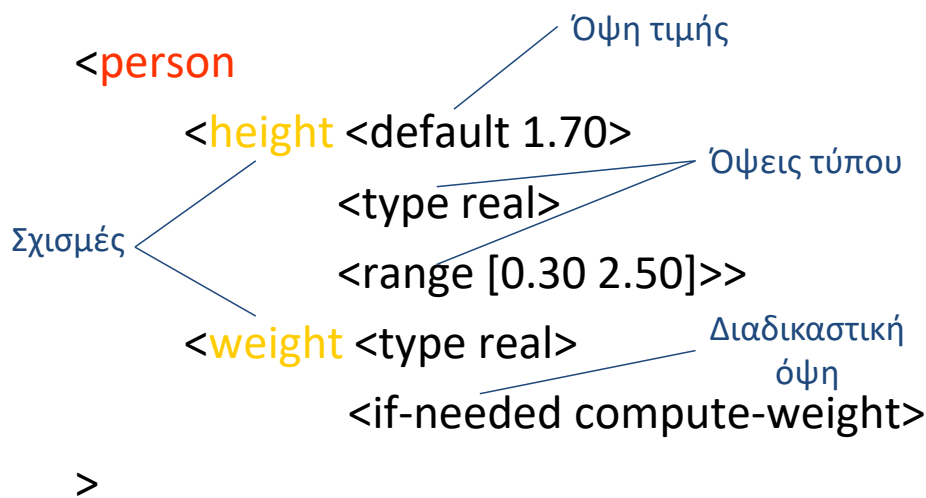 Όψη τιμής
<person
<height <default 1.70>
Όψεις τύπου
<type real>
Σχισμές
<range [0.30 2.50]>>
<weight <type real>
Διαδικαστική
όψη
<if-needed compute-weight>
>